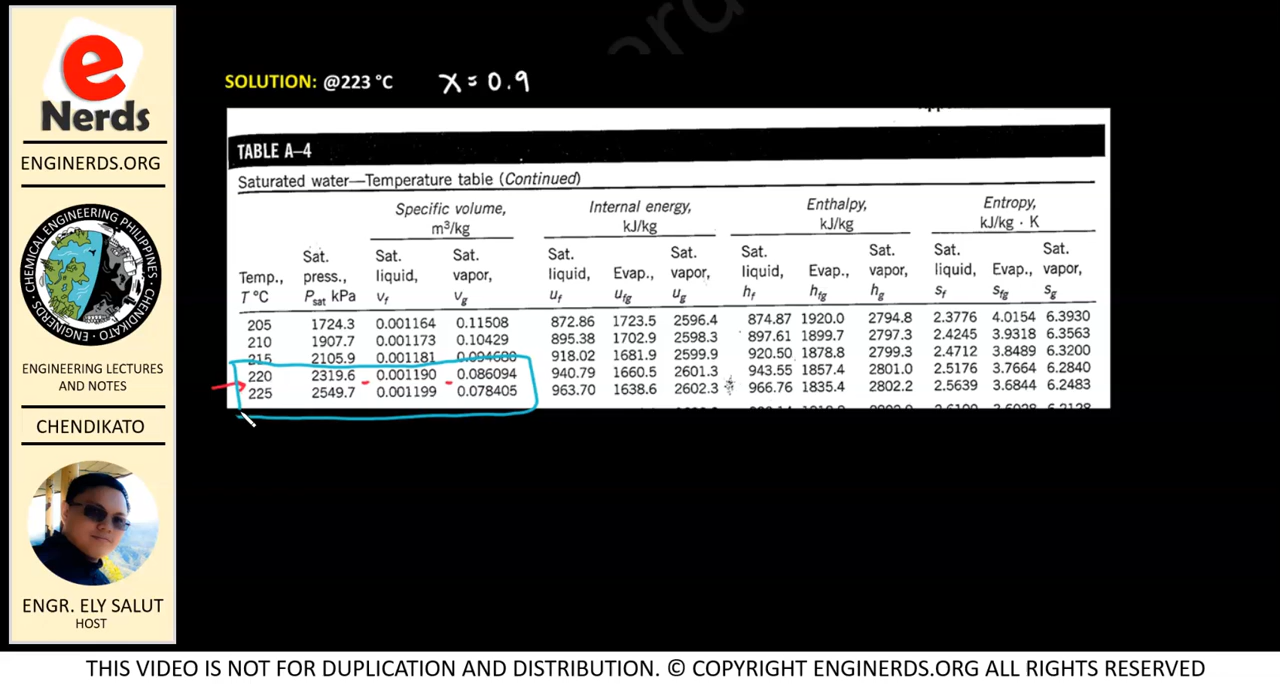 e
Nerds
ENGINERDS.ORG
CHEMICAL ENGINEERING PHILIPPINES
CHENDIKATO · ENGINERDS
ENGINEERING LECTURES
AND NOTES
CHENDIKATO
ENGR. ELY SALUT
HOST
SOLUTION: @223 °C x = 0.9
TABLE A–4
Saturated water—Temperature table (Continued)
Specific volume, Internal energy, Enthalpy, Entropy,
m³/kg kJ/kg kJ/kg kJ/kg · K
Sat. Sat. Sat. Sat. Sat. Sat. Sat. Sat. Sat.
Temp., press., liquid, vapor, liquid, Evap., vapor, liquid, Evap., vapor, liquid, Evap., vapor,
T °C Psat kPa vf vg uf ufg ug hf hfg hg sf sfg sg
205 1724.3 0.001164 0.11508 872.86 1723.5 2596.4 874.87 1920.0 2794.8 2.3776 4.0154 6.3930
210 1907.7 0.001173 0.10429 895.38 1702.9 2598.3 897.61 1899.7 2797.3 2.4245 3.9318 6.3563
215 2105.9 0.001181 0.094680 918.02 1681.9 2599.9 920.50 1878.8 2799.3 2.4712 3.8489 6.3200
220 2319.6 0.001190 0.086094 940.79 1660.5 2601.3 943.55 1857.4 2801.0 2.5176 3.7664 6.2840
225 2549.7 0.001199 0.078405 963.70 1638.6 2602.3 966.76 1835.4 2802.2 2.5639 3.6844 6.2483
THIS VIDEO IS NOT FOR DUPLICATION AND DISTRIBUTION. © COPYRIGHT ENGINERDS.ORG ALL RIGHTS RESERVED